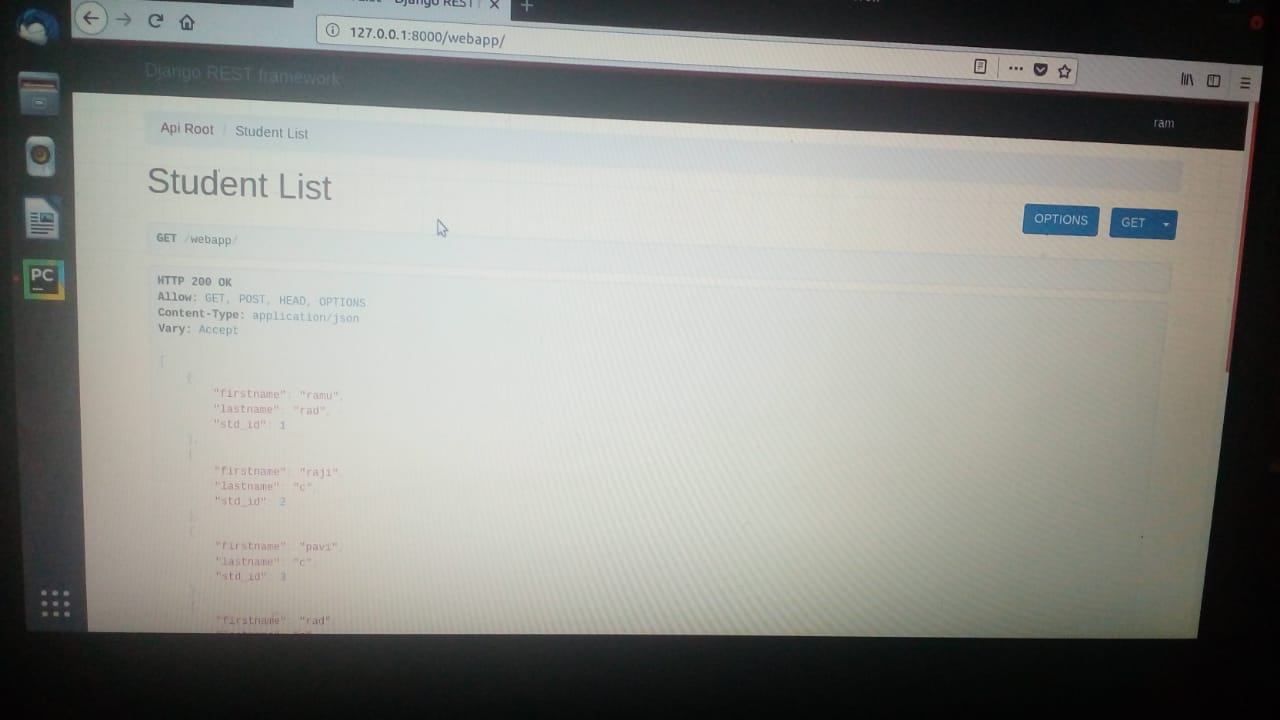 Django REST
127.0.0.1:8000/webapp/
Django REST framework
ram
Api Root / Student List
Student List
OPTIONS
GET
GET /webapp/
HTTP 200 OK
Allow: GET, POST, HEAD, OPTIONS
Content-Type: application/json
Vary: Accept
[
{
"firstname": "ramu",
"lastname": "rad",
"std_id": 1
},
{
"firstname": "raji",
"lastname": "c",
"std_id": 2
},
{
"firstname": "pavi",
"lastname": "c",
"std_id": 3
},
{
"firstname": "rad",
PC